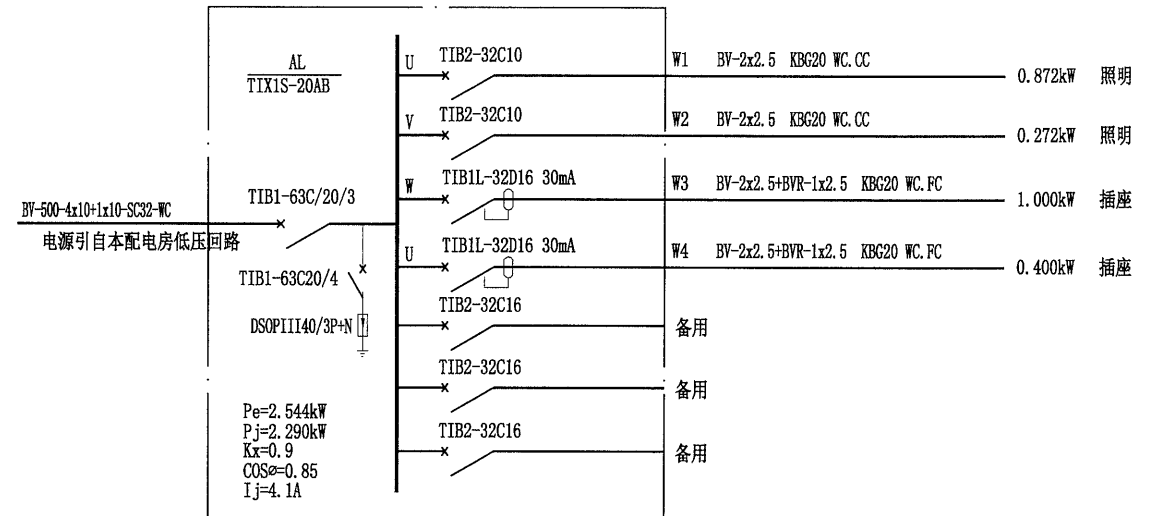 AL
TIX1S-20AB
U TIB2-32C10 W1 BV-2x2.5 KBG20 WC.CC 0.872kW 照明
V TIB2-32C10 W2 BV-2x2.5 KBG20 WC.CC 0.272kW 照明
W TIB1L-32D16 30mA W3 BV-2x2.5+BVR-1x2.5 KBG20 WC.FC 1.000kW 插座
TIB1-63C/20/3
BV-500-4x10+1x10-SC32-WC
电源引自本配电房低压回路
U TIB1L-32D16 30mA W4 BV-2x2.5+BVR-1x2.5 KBG20 WC.FC 0.400kW 插座
TIB1-63C20/4
DSOPIII40/3P+N
TIB2-32C16 备用
TIB2-32C16 备用
TIB2-32C16 备用
Pe=2.544kW
Pj=2.290kW
Kx=0.9
COSø=0.85
Ij=4.1A